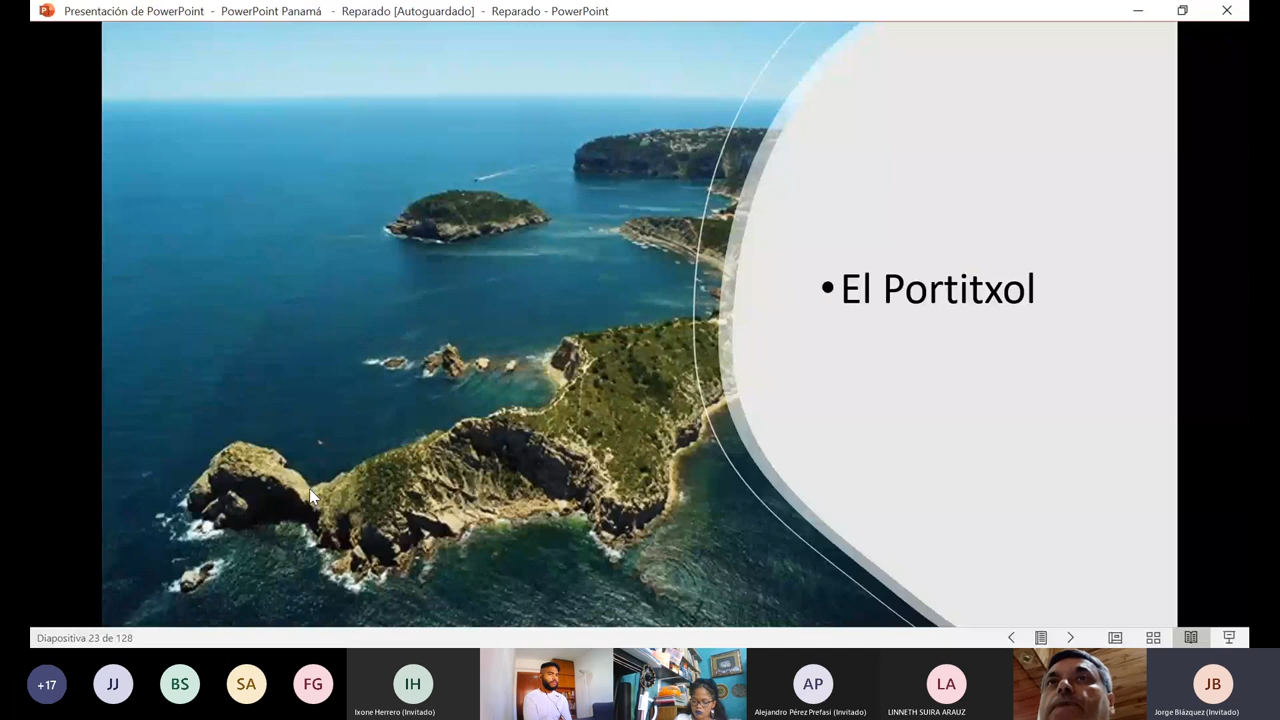 Presentación de PowerPoint - PowerPoint Panamá - Reparado [Autoguardado] - Reparado - PowerPoint
• El Portitxol
Diapositiva 23 de 128
+17
JJ
BS
SA
FG
IH
Ixone Herrero (Invitado)
AP
Alejandro Pérez Prefasi (Invitado)
LA
LINNETH SUIRA ARAUZ
JB
Jorge Blázquez (Invitado)